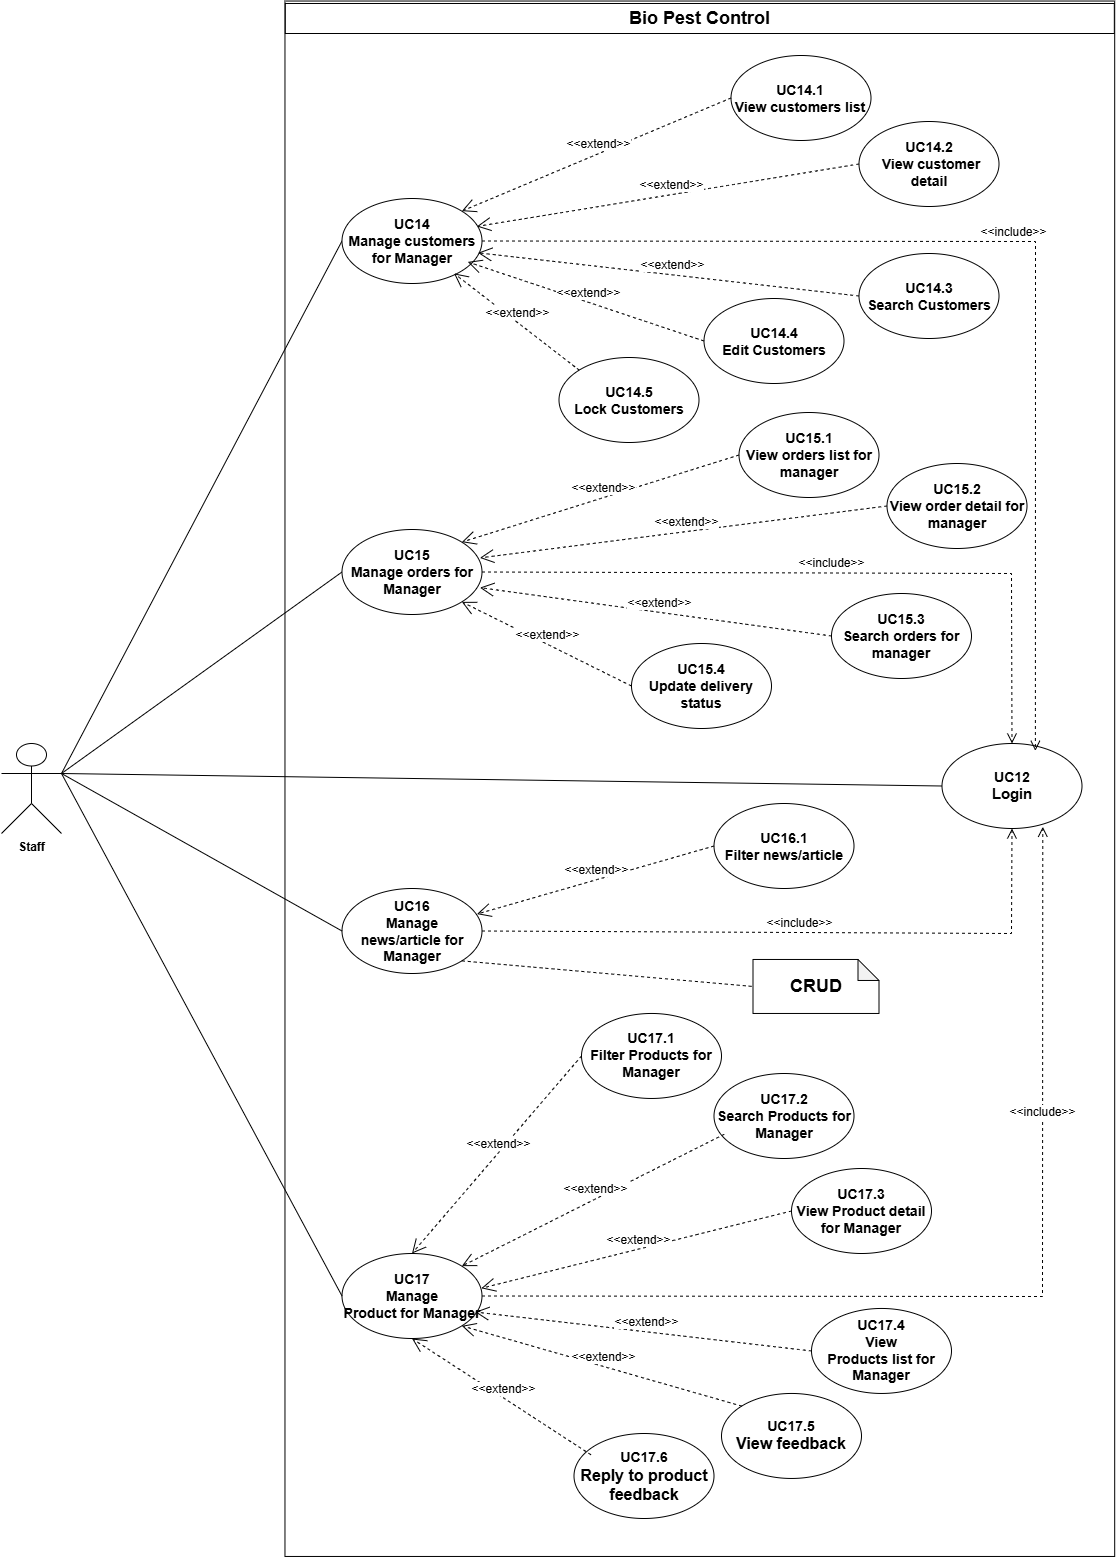 Bio Pest Control
UC14.1
View customers list
<<extend>>
UC14.2
View customer
detail
<<extend>>
UC14
Manage customers
for Manager
<<include>>
<<extend>>
UC14.3
Search Customers
<<extend>>
UC14.4
Edit Customers
<<extend>>
UC14.5
Lock Customers
UC15.1
View orders list for
manager
<<extend>>
UC15.2
View order detail for
manager
<<extend>>
UC15
Manage orders for
Manager
<<include>>
<<extend>>
UC15.3
Search orders for
manager
<<extend>>
UC15.4
Update delivery
status
UC12
Login
Staff
UC16.1
Filter news/article
<<extend>>
UC16
Manage
news/article for
Manager
<<include>>
CRUD
UC17.1
Filter Products for
Manager
<<extend>>
UC17.2
Search Products for
Manager
<<include>>
<<extend>>
UC17.3
View Product detail
for Manager
<<extend>>
UC17
Manage
Product for Manager
<<extend>>
UC17.4
View
Products list for
Manager
<<extend>>
UC17.5
View feedback
<<extend>>
UC17.6
Reply to product
feedback